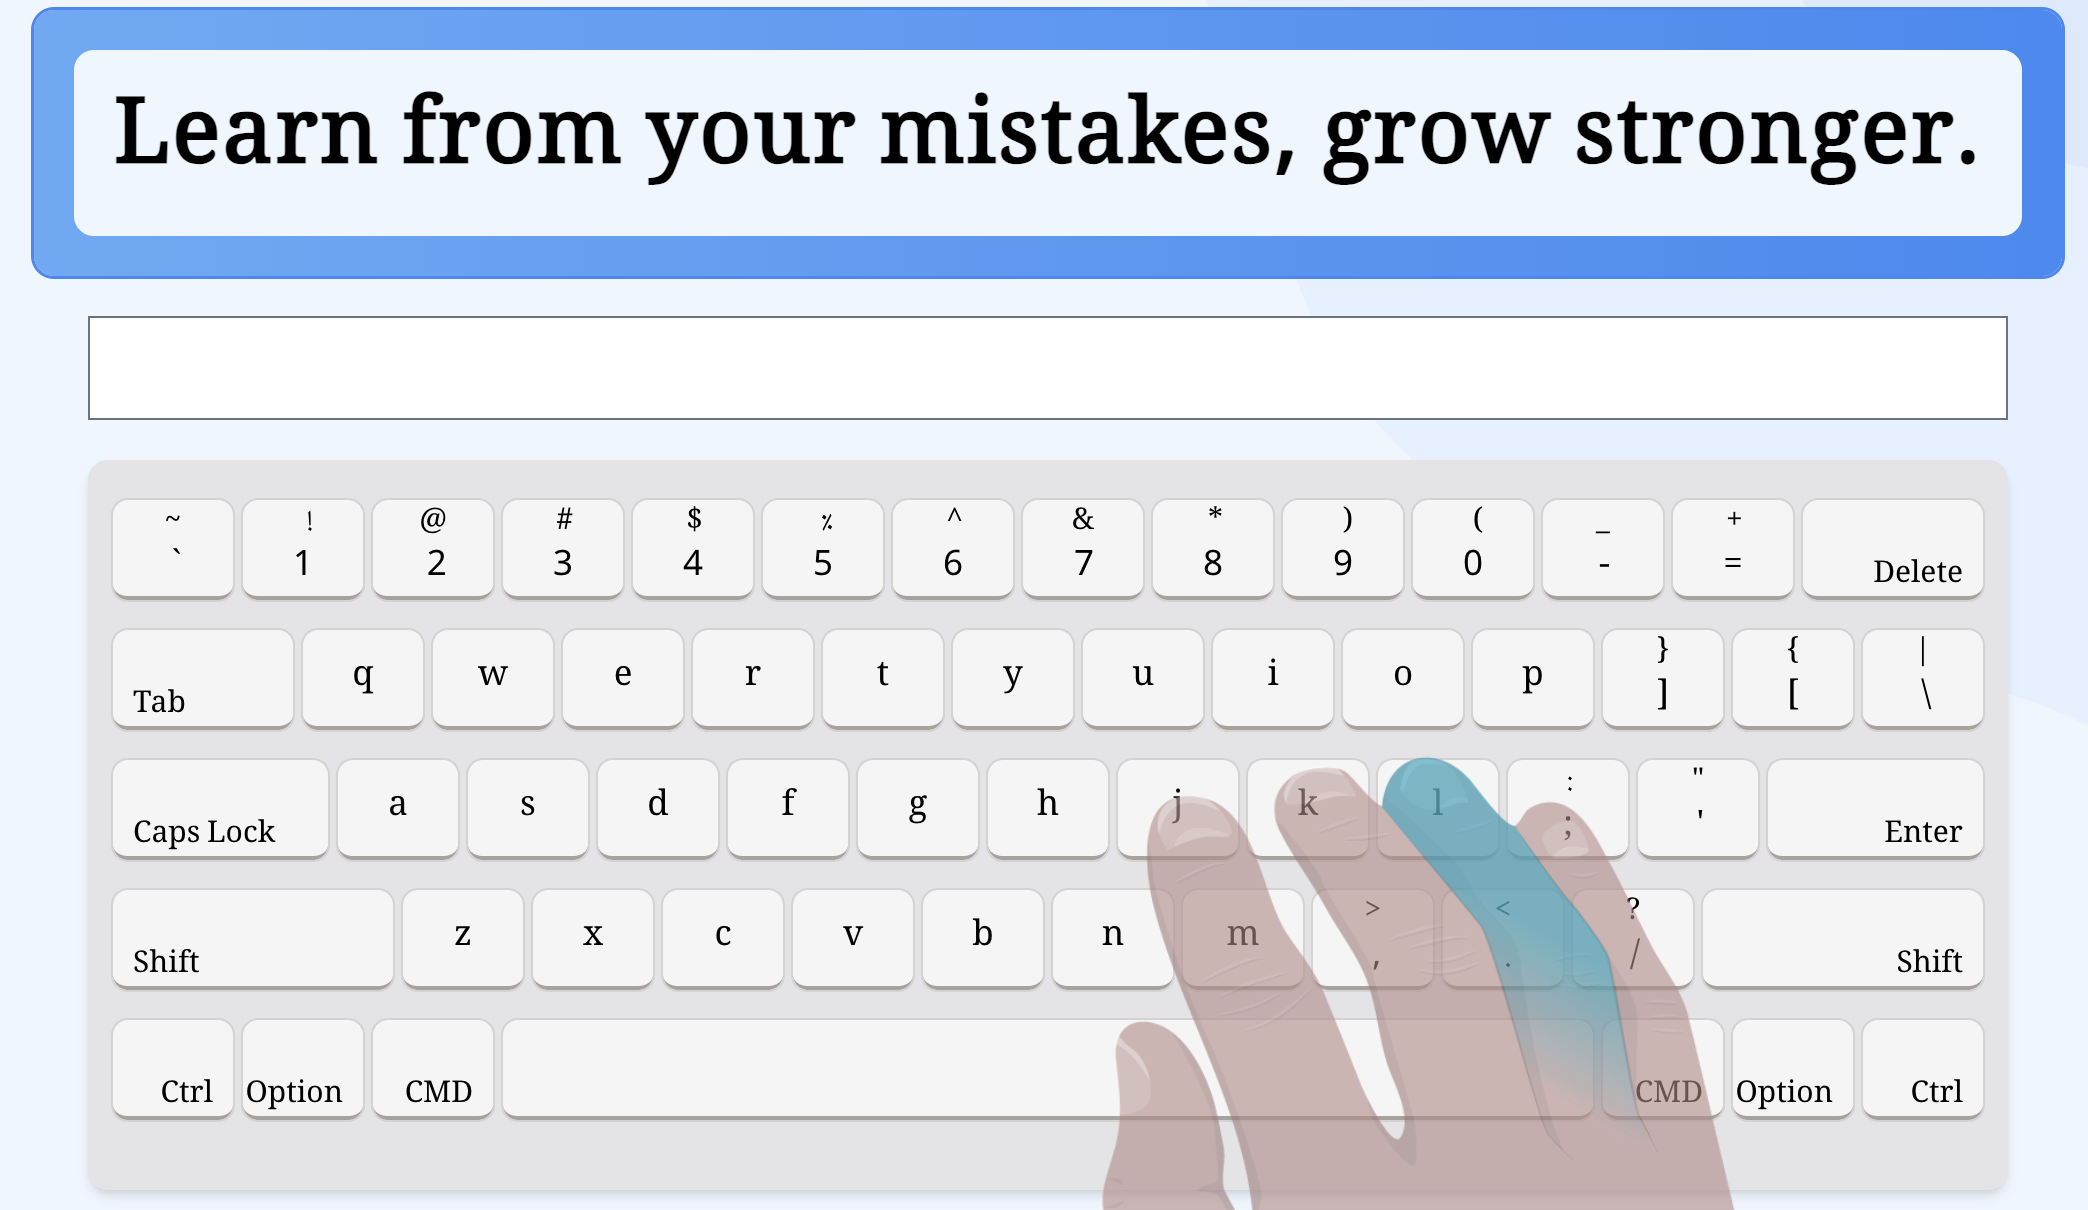 Learn from your mistakes, grow stronger.
~ ! @ # $ ٪ ^ & * ) ( _ +
` 1 2 3 4 5 6 7 8 9 0 - = Delete
} { |
Tab q w e r t y u i o p ] [ \
: "
Caps Lock a s d f g h j k l ; ' Enter
> < ?
Shift z x c v b n m , . / Shift
Ctrl Option CMD CMD Option Ctrl